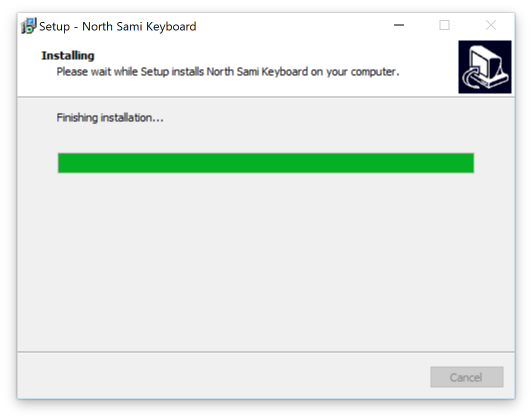 Setup - North Sami Keyboard
Installing
Please wait while Setup installs North Sami Keyboard on your computer.
Finishing installation...
Cancel